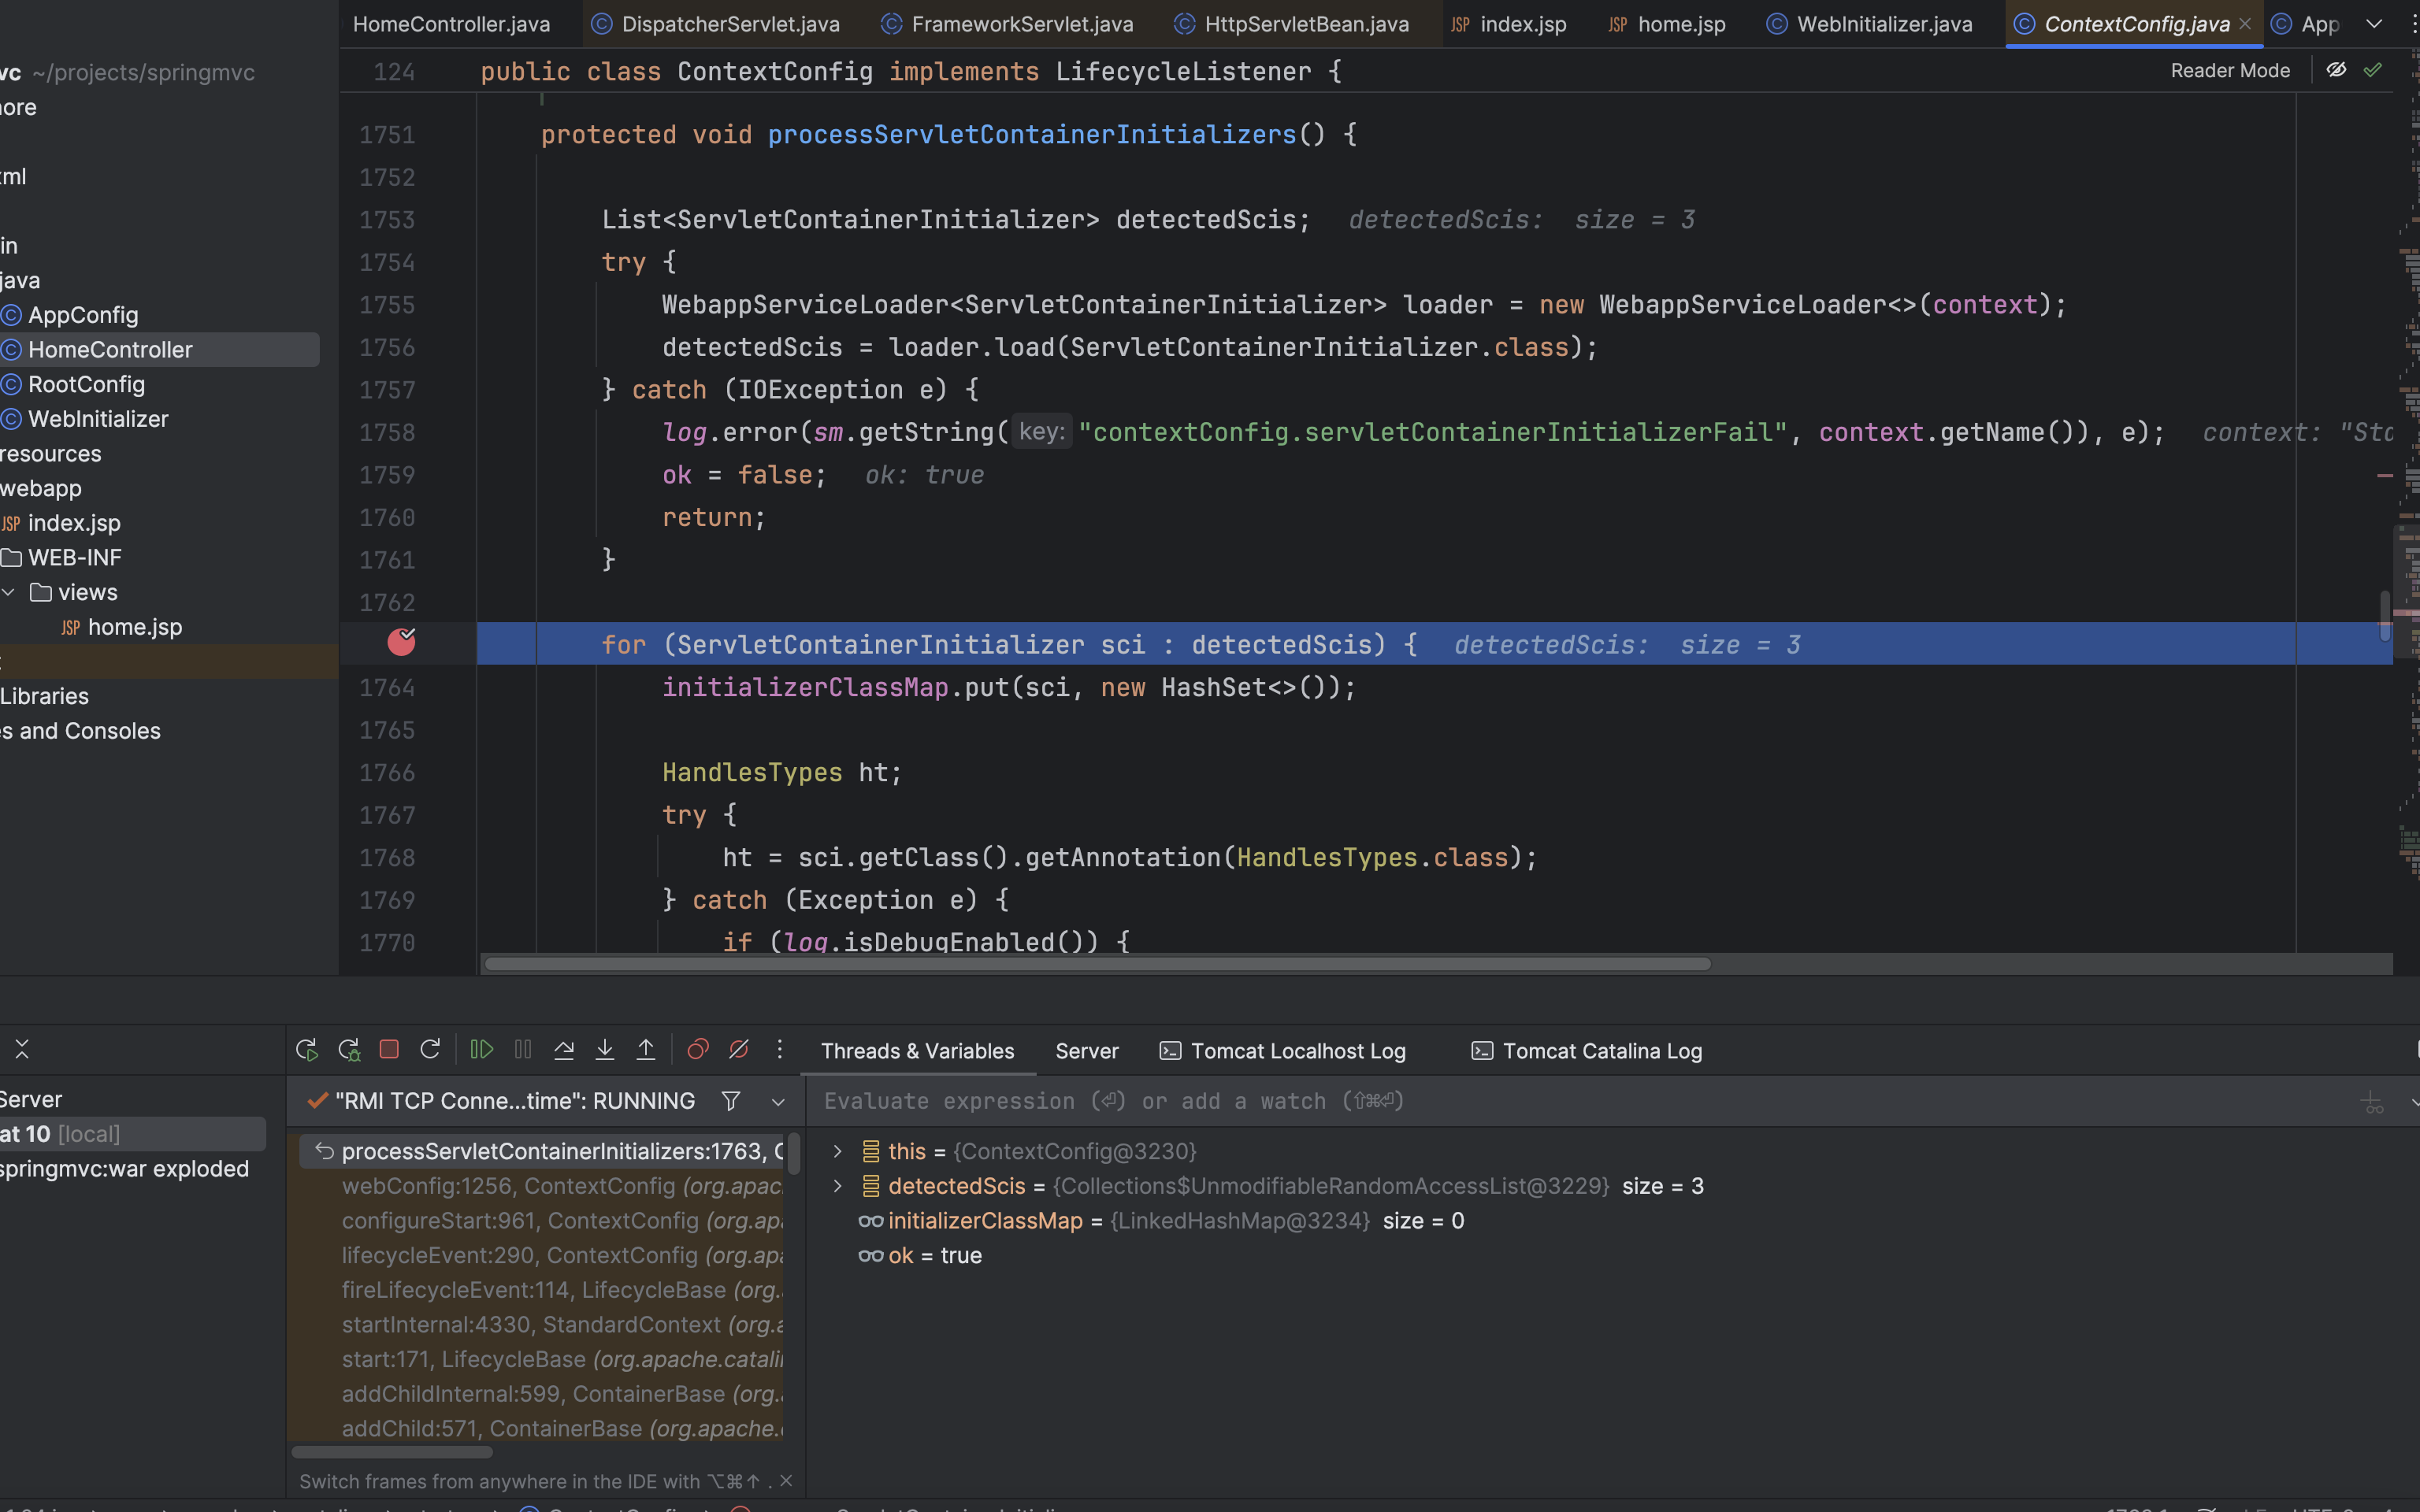 HomeController.java DispatcherServlet.java FrameworkServlet.java HttpServletBean.java JSP index.jsp JSP home.jsp WebInitializer.java ContextConfig.java App
vc ~/projects/springmvc
124 public class ContextConfig implements LifecycleListener {
Reader Mode
1751 protected void processServletContainerInitializers() {
1752
1753 List<ServletContainerInitializer> detectedScis; detectedScis: size = 3
1754 try {
1755 WebappServiceLoader<ServletContainerInitializer> loader = new WebappServiceLoader<>(context);
1756 detectedScis = loader.load(ServletContainerInitializer.class);
1757 } catch (IOException e) {
1758 log.error(sm.getString( key: "contextConfig.servletContainerInitializerFail", context.getName()), e); context: "Sta
1759 ok = false; ok: true
1760 return;
1761 }
1762
for (ServletContainerInitializer sci : detectedScis) { detectedScis: size = 3
1764 initializerClassMap.put(sci, new HashSet<>());
1765
1766 HandlesTypes ht;
1767 try {
1768 ht = sci.getClass().getAnnotation(HandlesTypes.class);
1769 } catch (Exception e) {
1770 if (log.isDebugEnabled()) {
in
java
AppConfig
HomeController
RootConfig
WebInitializer
resources
webapp
JSP index.jsp
WEB-INF
views
JSP home.jsp
Libraries
s and Consoles
Threads & Variables Server Tomcat Localhost Log Tomcat Catalina Log
Server
at 10 [local]
springmvc:war exploded
"RMI TCP Conne...time": RUNNING
processServletContainerInitializers:1763, C
webConfig:1256, ContextConfig (org.apac
configureStart:961, ContextConfig (org.apa
lifecycleEvent:290, ContextConfig (org.apa
fireLifecycleEvent:114, LifecycleBase (org.
startInternal:4330, StandardContext (org.a
start:171, LifecycleBase (org.apache.catali
addChildInternal:599, ContainerBase (org.
addChild:571, ContainerBase (org.apache.
Switch frames from anywhere in the IDE with ⌥⌘↑ .
Evaluate expression (⏎) or add a watch (⇧⌘⏎)
this = {ContextConfig@3230}
detectedScis = {Collections$UnmodifiableRandomAccessList@3229} size = 3
initializerClassMap = {LinkedHashMap@3234} size = 0
ok = true